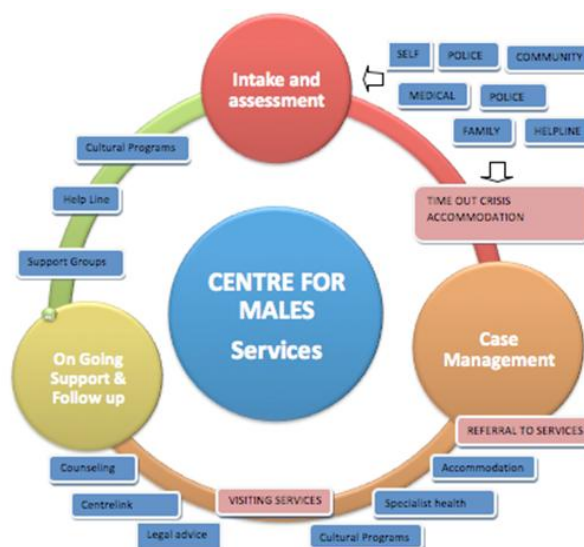 Intake and
assessment
SELF
POLICE
COMMUNITY
MEDICAL
POLICE
FAMILY
HELPLINE
TIME OUT CRISIS
ACCOMMODATION
Cultural Programs
Help Line
Support Groups
CENTRE FOR
MALES
Services
On Going
Support &
Follow up
Case
Management
REFERRAL TO SERVICES
Counseling
Accommodation
Centrelink
VISITING SERVICES
Specialist health
Legal advice
Cultural Programs